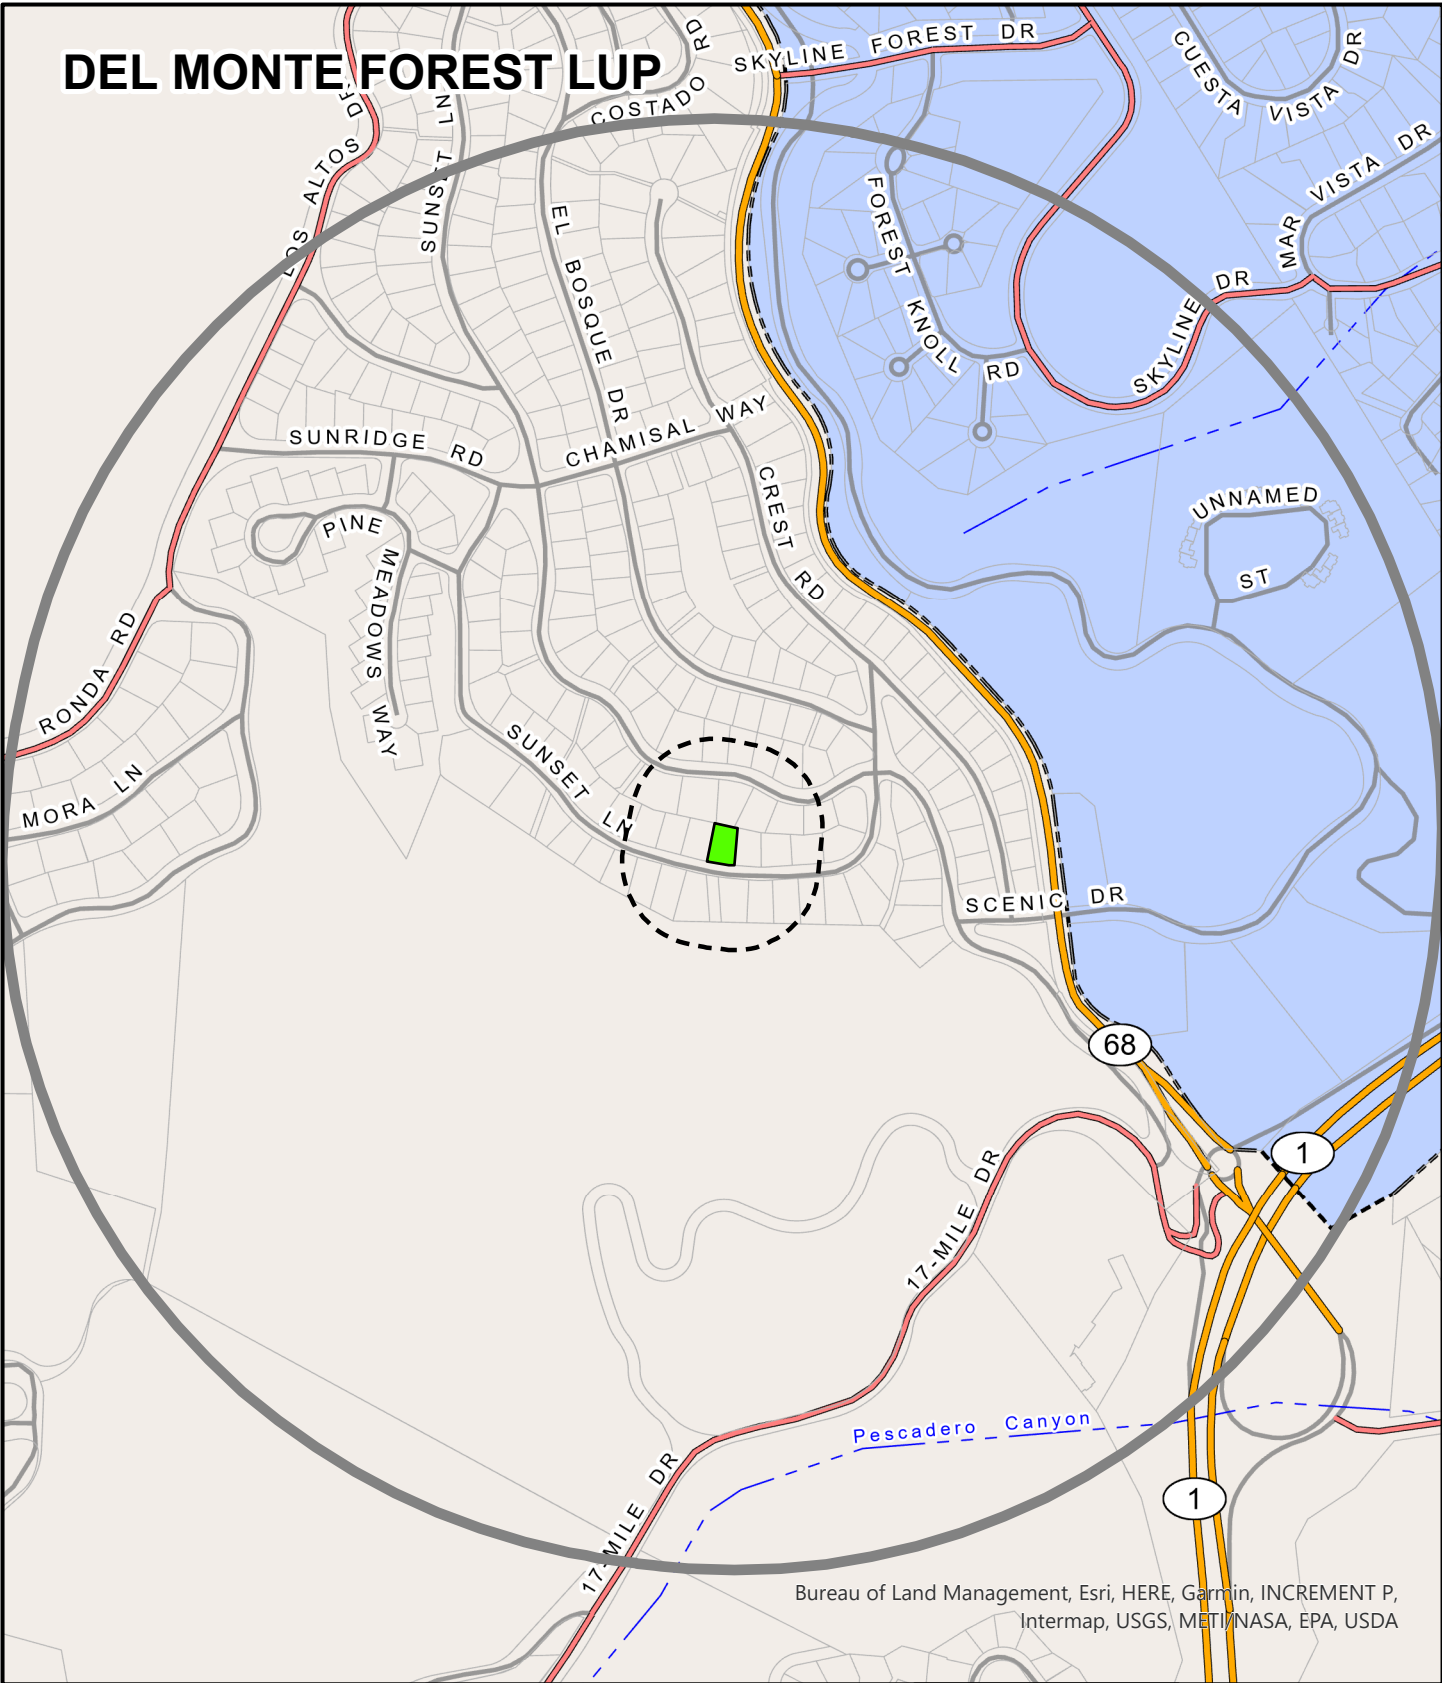 DEL MONTE FOREST LUP
SKYLINE FOREST DR
CUESTA VISTA DR
COSTADO RD
LOS ALTOS DR
SUNSET LN
MAR VISTA DR
FOREST KNOLL RD
EL BOSQUE DR
SKYLINE DR
CHAMISAL WAY
SUNRIDGE RD
CREST RD
UNNAMED ST
PINE MEADOWS WAY
RONDA RD
SUNSET LN
MORA LN
SCENIC DR
68
1
17-MILE DR
Pescadero Canyon
1
17-MILE DR
Bureau of Land Management, Esri, HERE, Garmin, INCREMENT P,
Intermap, USGS, METI/NASA, EPA, USDA